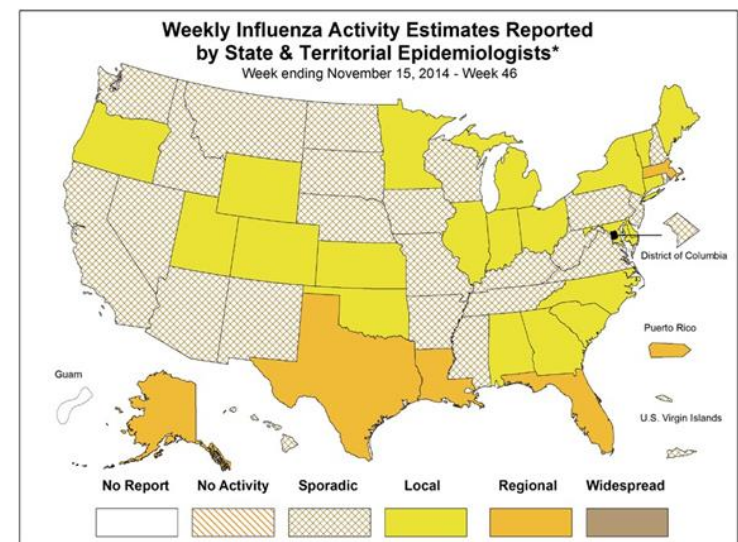 Weekly Influenza Activity Estimates Reported
by State & Territorial Epidemiologists*
Week ending November 15, 2014 - Week 46
District of Columbia
Puerto Rico
Guam
U.S. Virgin Islands
No Report No Activity Sporadic Local Regional Widespread